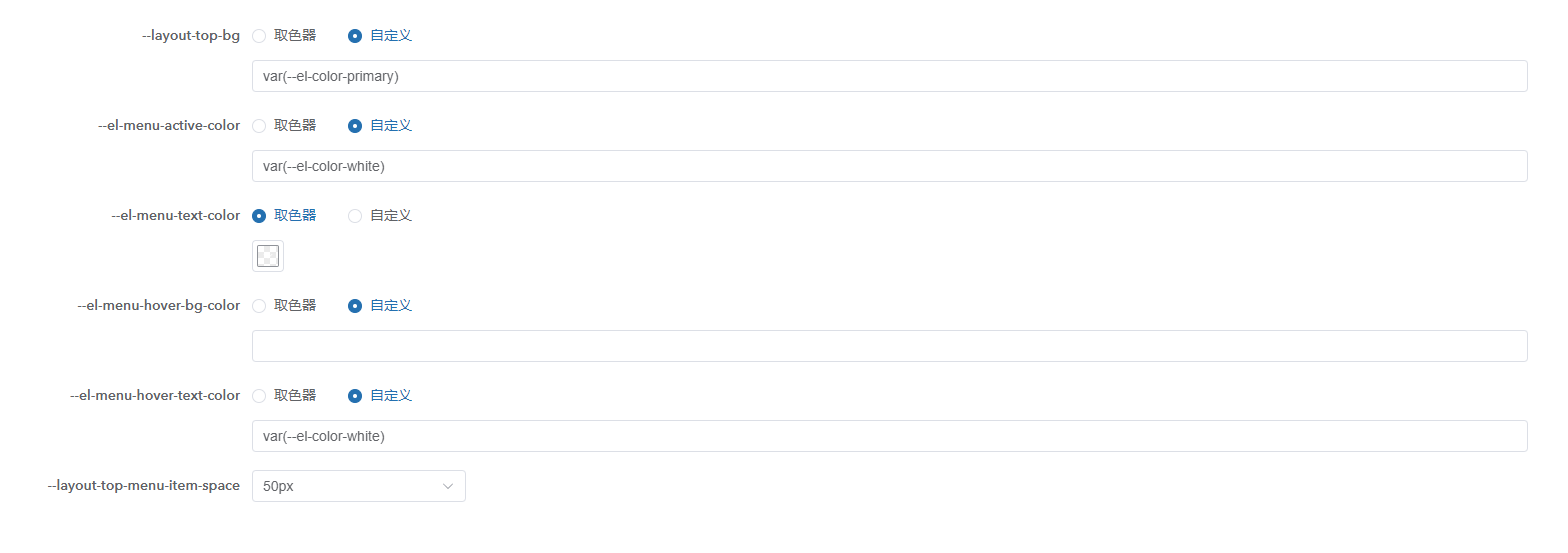 --layout-top-bg 取色器 自定义
var(--el-color-primary)
--el-menu-active-color 取色器 自定义
var(--el-color-white)
--el-menu-text-color 取色器 自定义
--el-menu-hover-bg-color 取色器 自定义
--el-menu-hover-text-color 取色器 自定义
var(--el-color-white)
--layout-top-menu-item-space 50px